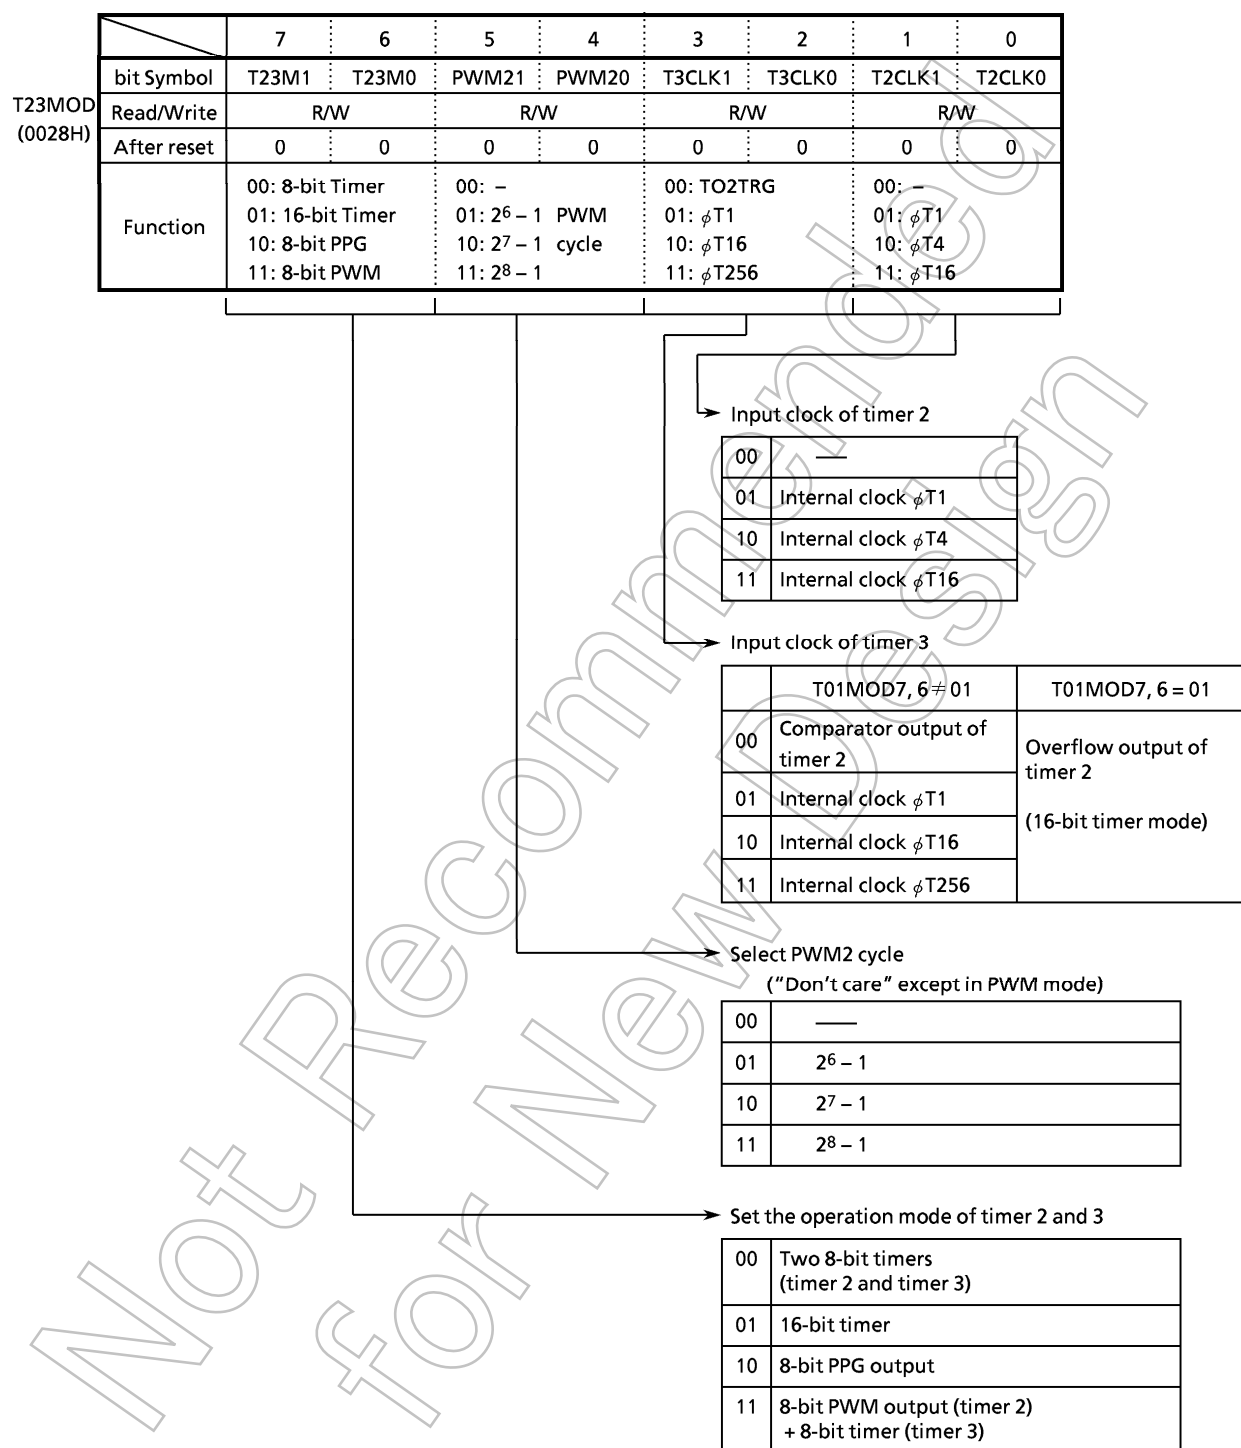 7 6 5 4 3 2 1 0
bit Symbol T23M1 T23M0 PWM21 PWM20 T3CLK1 T3CLK0 T2CLK1 T2CLK0
T23MOD
(0028H)
Read/Write R/W R/W R/W R/W
After reset 0 0 0 0 0 0 0 0
Function
00: 8-bit Timer 00: – 00: TO2TRG 00: –
01: 16-bit Timer 01: 2⁶ – 1 PWM 01: ϕT1 01: ϕT1
10: 8-bit PPG 10: 2⁷ – 1 cycle 10: ϕT16 10: ϕT4
11: 8-bit PWM 11: 2⁸ – 1 11: ϕT256 11: ϕT16
Input clock of timer 2
00 —
01 Internal clock ϕT1
10 Internal clock ϕT4
11 Internal clock ϕT16
Input clock of timer 3
T01MOD7, 6 ≠ 01 T01MOD7, 6 = 01
00 Comparator output of
timer 2
01 Internal clock ϕT1
10 Internal clock ϕT16
11 Internal clock ϕT256
Overflow output of
timer 2
(16-bit timer mode)
Select PWM2 cycle
(“Don’t care” except in PWM mode)
00 —
01 2⁶ – 1
10 2⁷ – 1
11 2⁸ – 1
Set the operation mode of timer 2 and 3
00 Two 8-bit timers
(timer 2 and timer 3)
01 16-bit timer
10 8-bit PPG output
11 8-bit PWM output (timer 2)
+ 8-bit timer (timer 3)
Not Recommended
for New Design